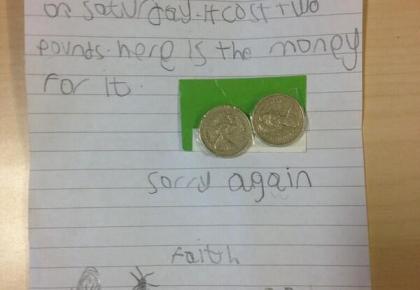 on saturday. it cost two
pounds. here is the money
for it.
sorry again
Faith